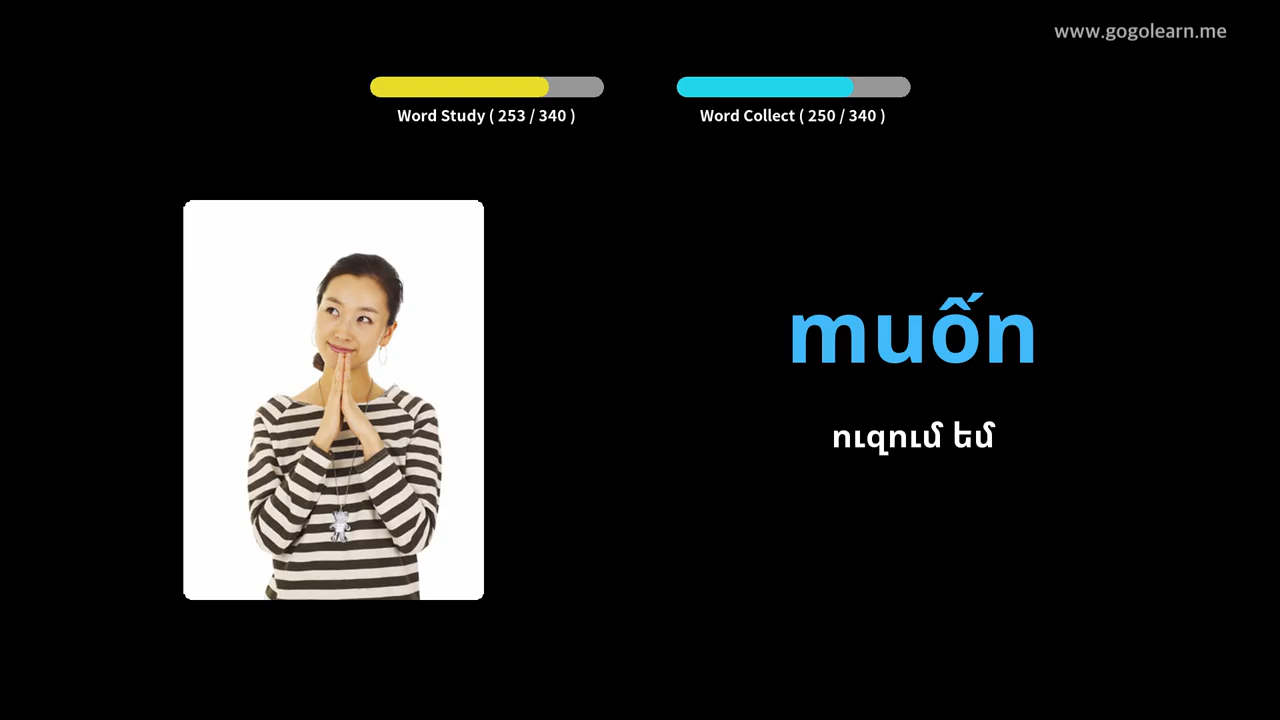 www.gogolearn.me
Word Study ( 253 / 340 )
Word Collect ( 250 / 340 )
muốn
ուզում եմ